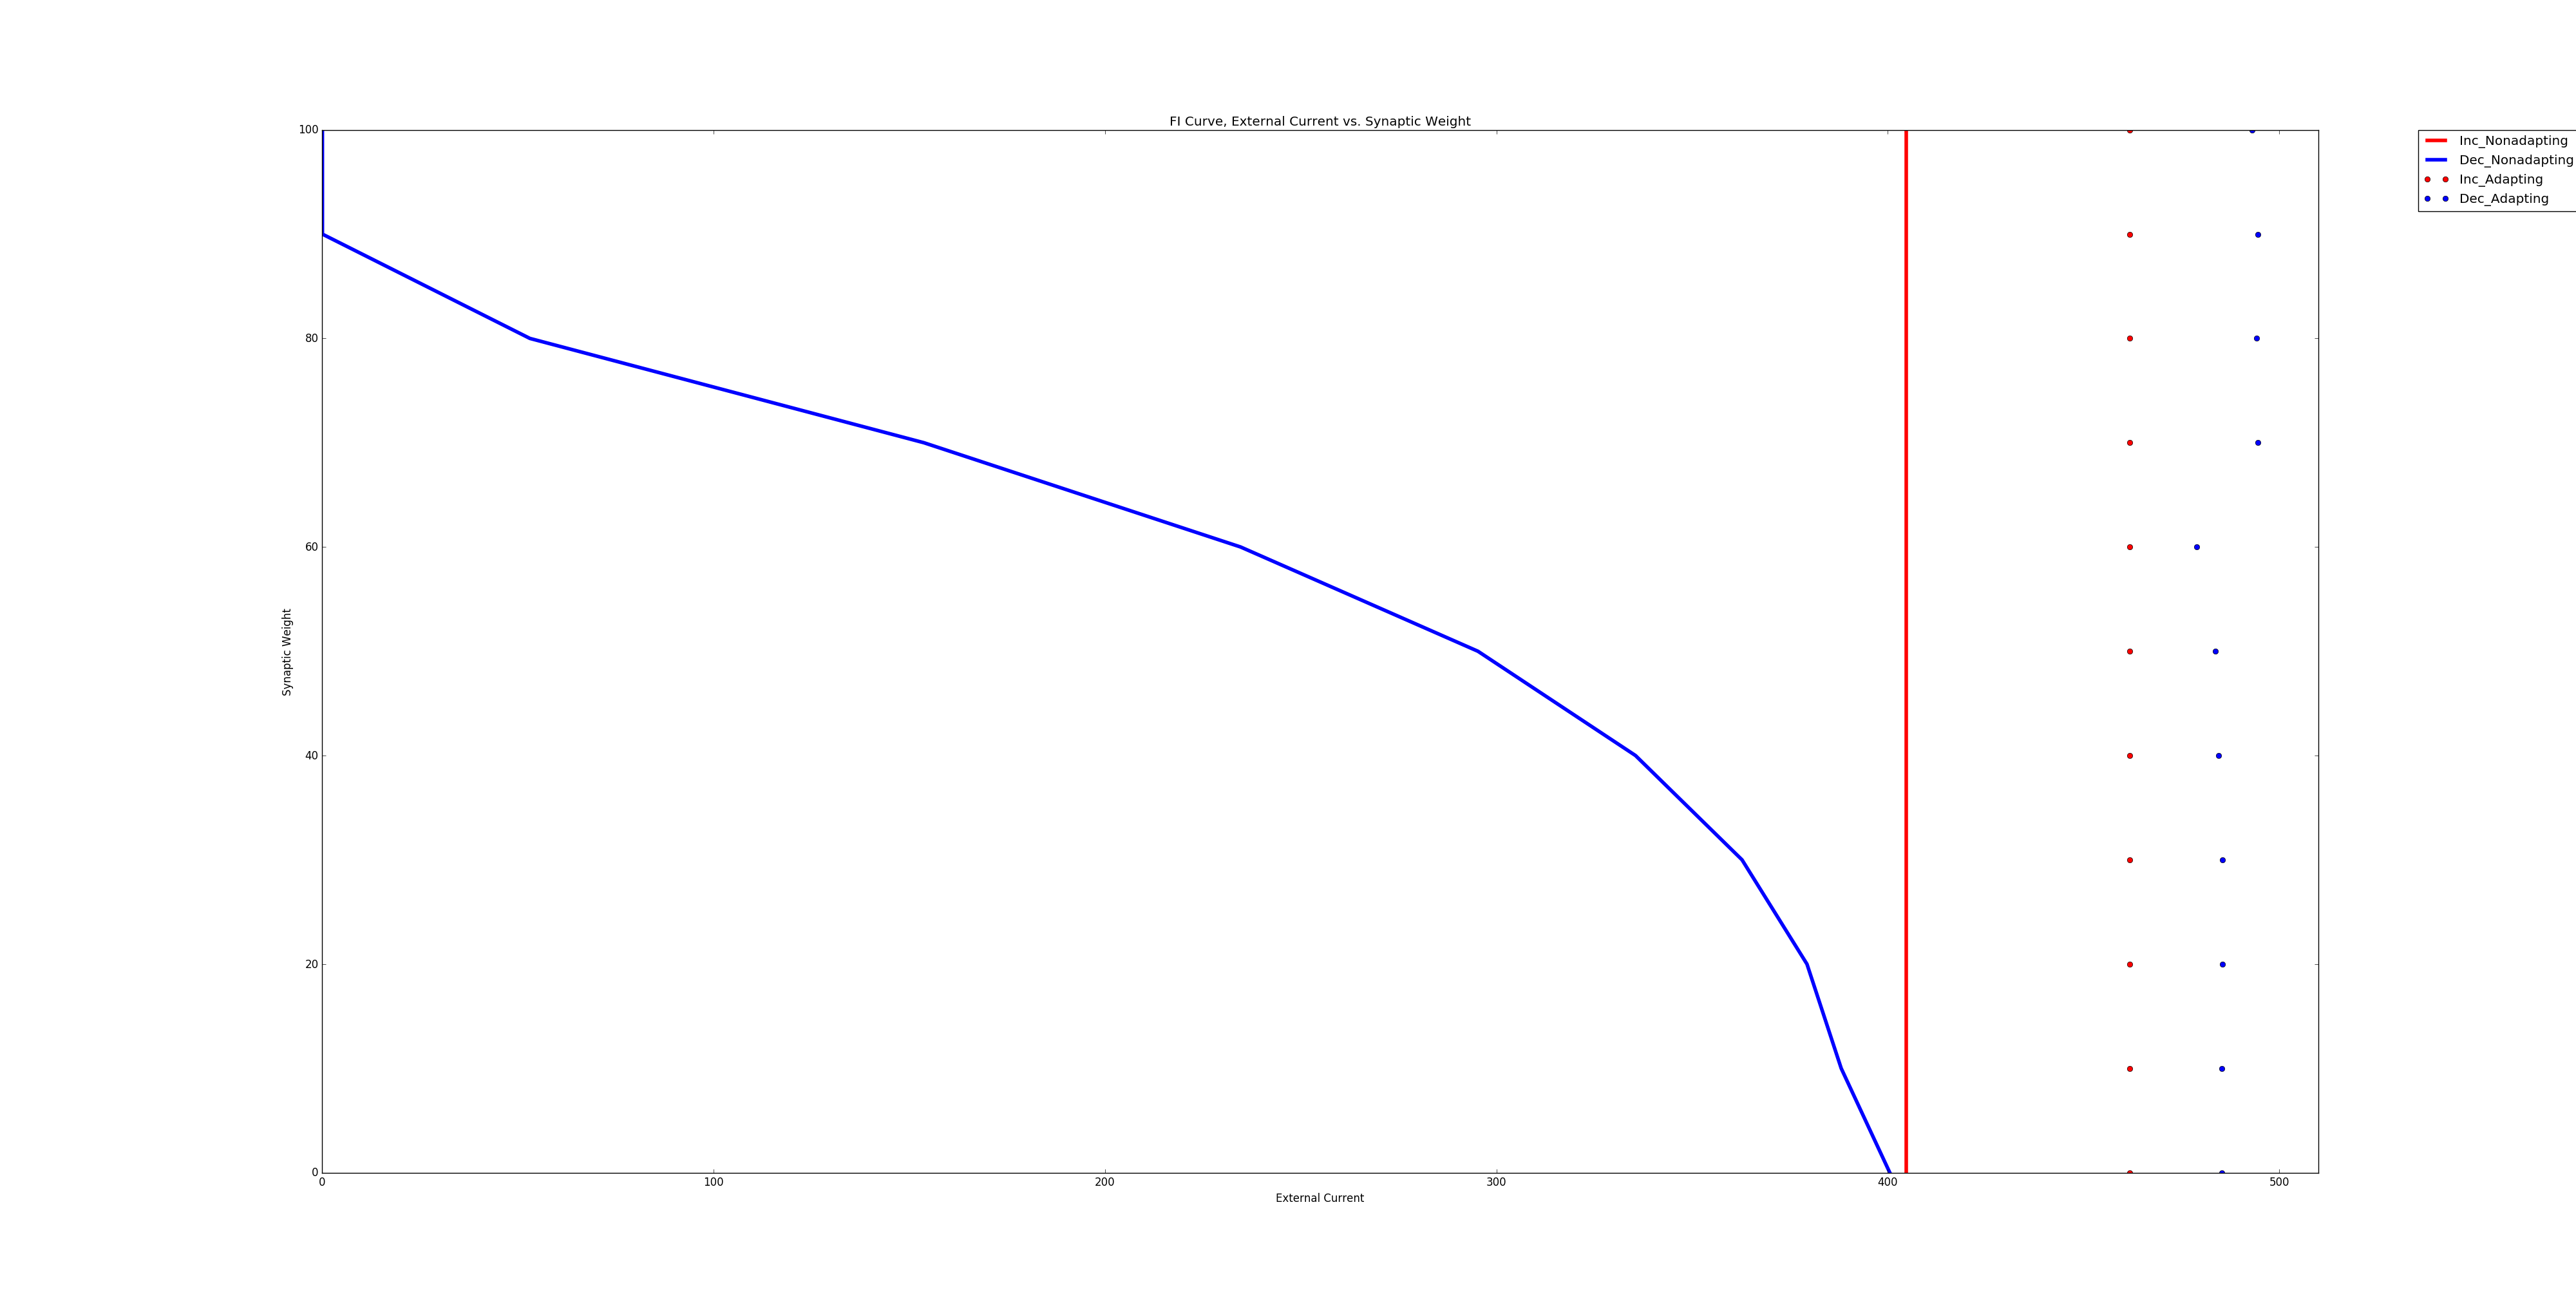 FI Curve, External Current vs. Synaptic Weight
Inc_Nonadapting
Dec_Nonadapting
Inc_Adapting
Dec_Adapting
100
80
60
40
20
0
Synaptic Weight
0 100 200 300 400 500
External Current